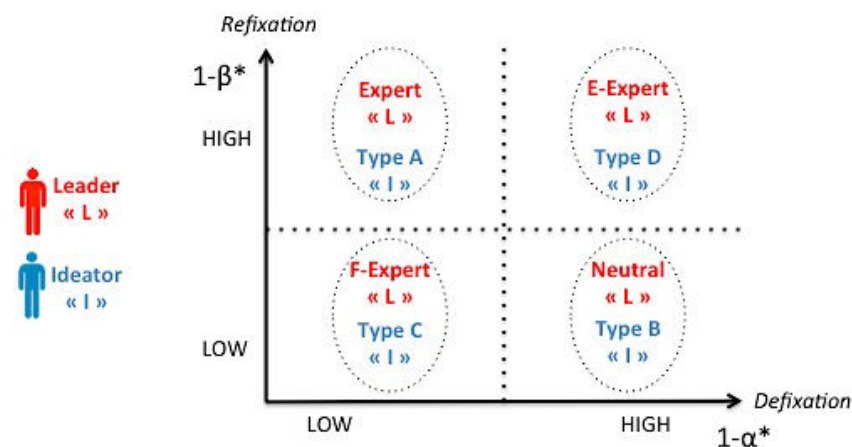 Refixation
1-β*
HIGH
Expert
« L »
Type A
« I »
E-Expert
« L »
Type D
« I »
Leader
« L »
Ideator
« I »
F-Expert
« L »
Type C
« I »
Neutral
« L »
Type B
« I »
LOW
LOW
HIGH
Defixation
1-α*